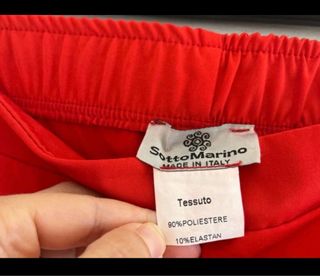 SottoMarino
MADE IN ITALY
Tessuto
90%POLIESTERE
10%ELASTAN